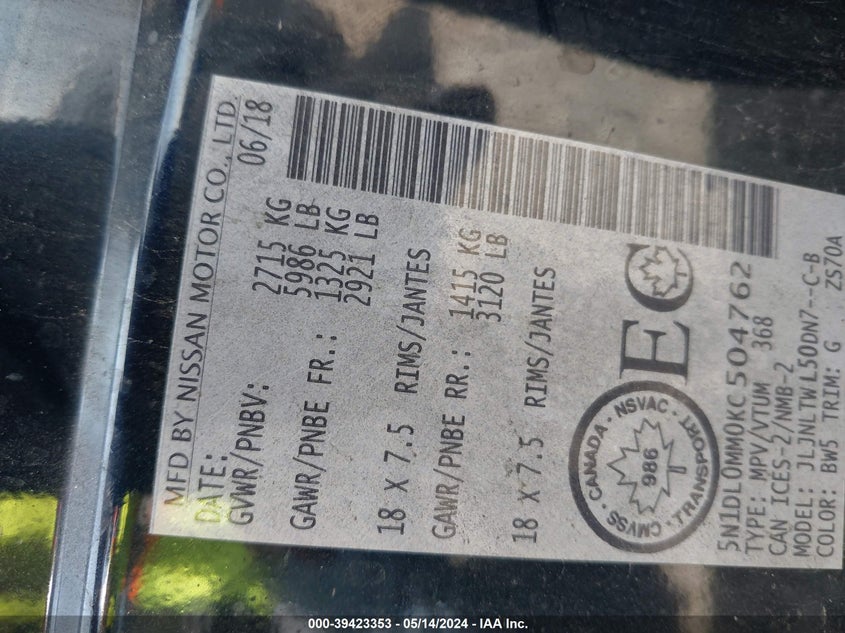 MFD BY NISSAN MOTOR CO., LTD
DATE: 06/18
GVWR/PNBV: 2715 KG
5986 LB
GAWR/PNBE FR.: 1325 KG
2921 LB
18 X 7.5 RIMS/JANTES
GAWR/PNBE RR.: 1415 KG
3120 LB
18 X 7.5 RIMS/JANTES
CANADA · NSVAC · TRANSPORT · CMVSS ·
986
EC
5N1DL0MM0KC504762
TYPE: MPV/VTUM 368
CAN ICES-2/NMB-2
MODEL: JLJNLTWL50DN7--C-B
COLOR: BW5 TRIM: G ZS70A
000-39423353 - 05/14/2024 - IAA Inc.